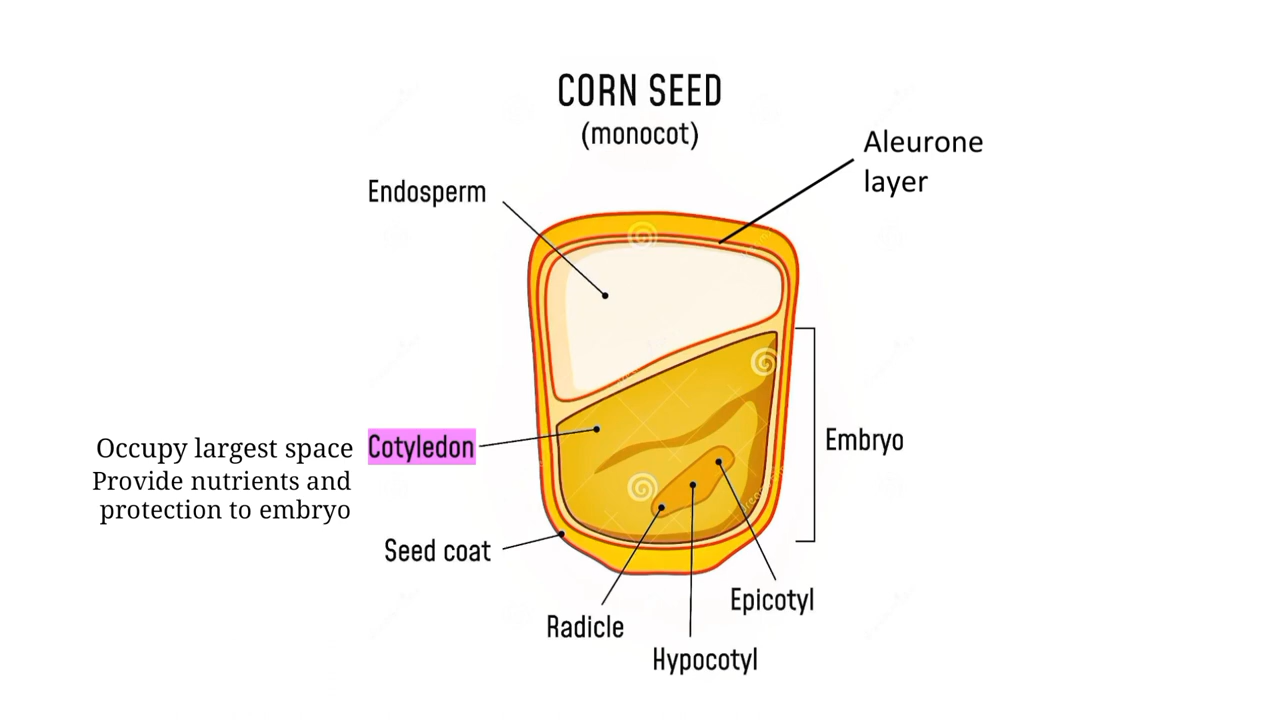 CORN SEED
(monocot)
Aleurone
layer
Endosperm
Occupy largest space
Cotyledon
Provide nutrients and
protection to embryo
Embryo
Seed coat
Epicotyl
Radicle
Hypocotyl